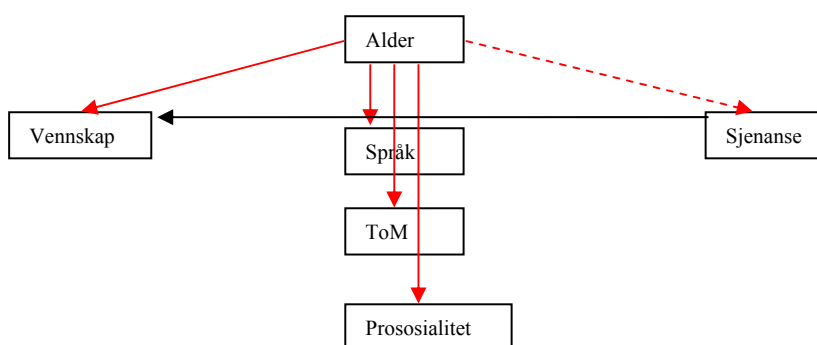 Alder
Vennskap
Sjenanse
Språk
ToM
Prososialitet